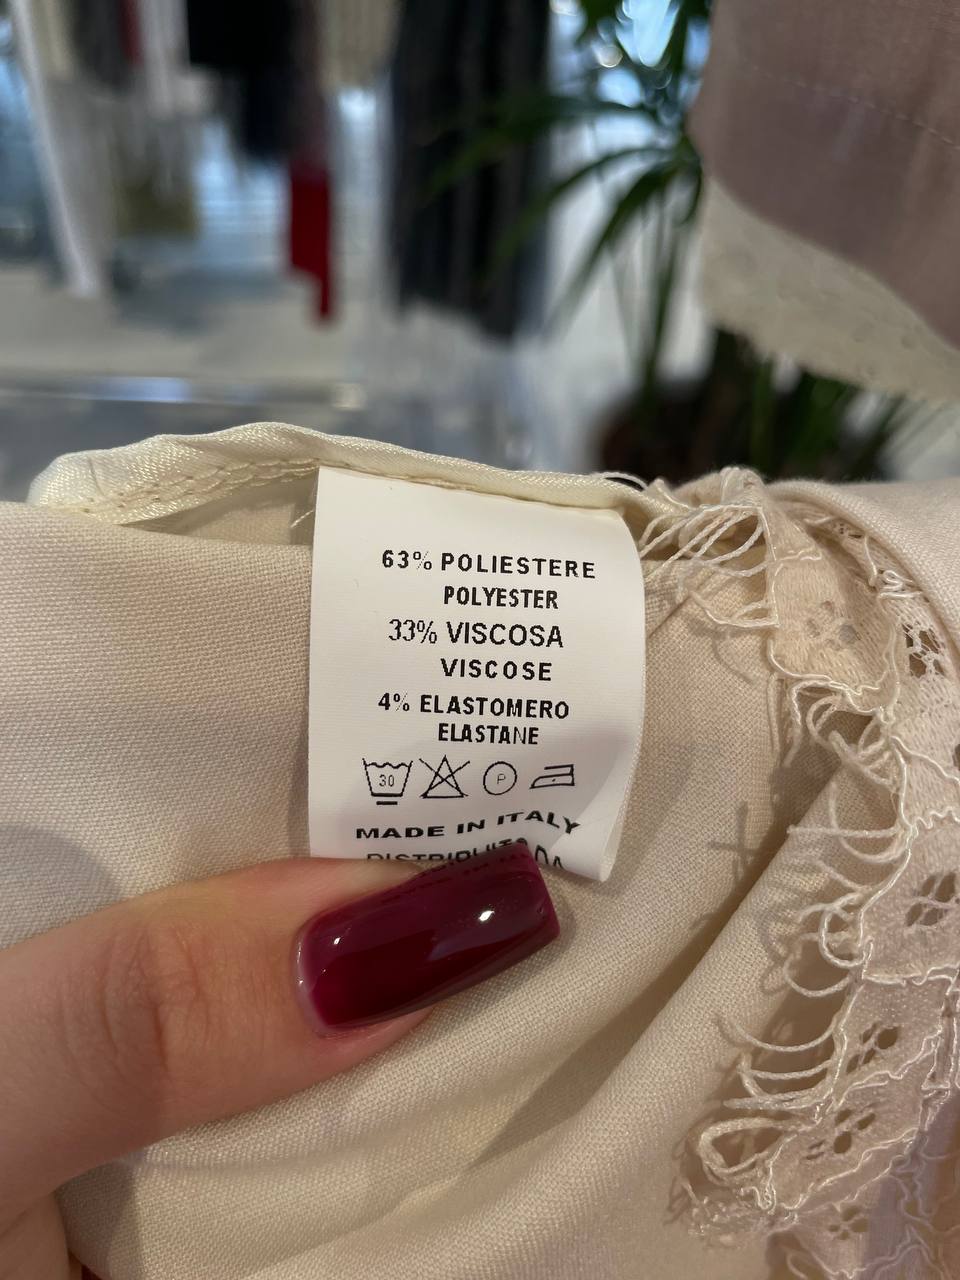 63% POLIESTERE
POLYESTER
33% VISCOSA
VISCOSE
4% ELASTOMERO
ELASTANE
30 P
MADE IN ITALY